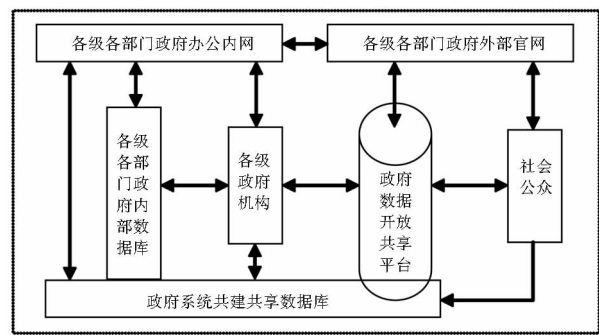 各级各部门政府办公内网
各级各部门政府外部官网
各级
各部
门政
府内
部数
据库
各级
政府
机构
政府
数据
开放
共享
平台
社会
公众
政府系统共建共享数据库